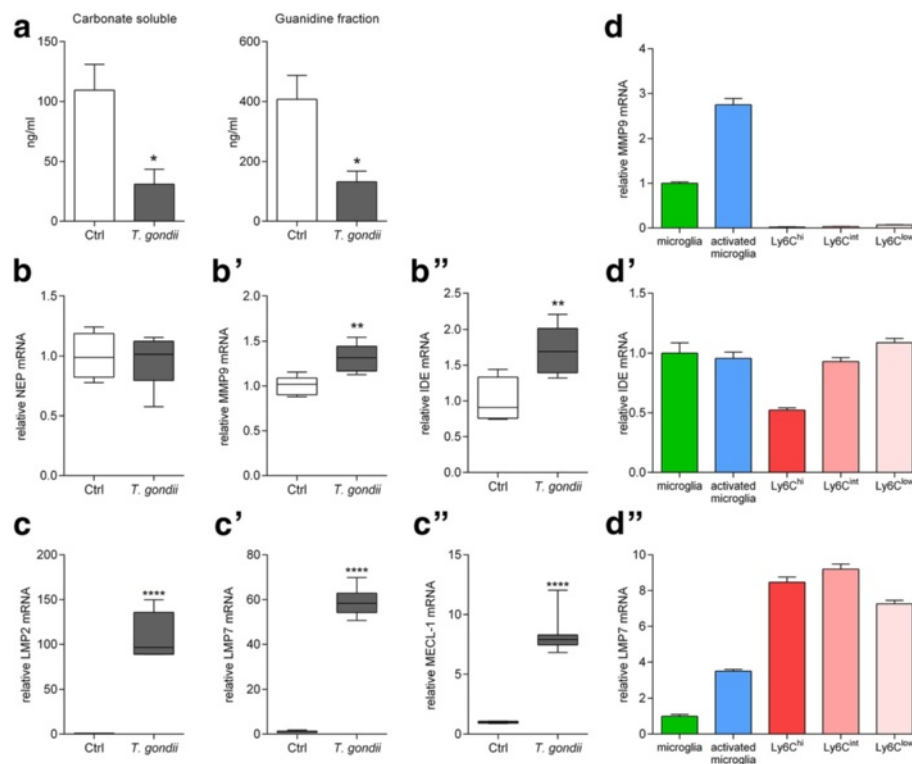 a
Carbonate soluble
ng/ml
150
100
50
0
*
Ctrl
T. gondii
Guanidine fraction
ng/ml
600
400
200
0
*
Ctrl
T. gondii
b
relative NEP mRNA
1.5
1.0
0.5
0.0
Ctrl
T. gondii
b'
relative MMP9 mRNA
2.0
1.5
1.0
0.5
0.0
**
Ctrl
T. gondii
b"
relative IDE mRNA
2.5
2.0
1.5
1.0
0.5
0.0
**
Ctrl
T. gondii
c
relative LMP2 mRNA
200
150
100
50
0
****
Ctrl
T. gondii
c'
relative LMP7 mRNA
80
60
40
20
0
****
Ctrl
T. gondii
c"
relative MECL-1 mRNA
15
10
5
0
****
Ctrl
T. gondii
d
relative MMP9 mRNA
4
3
2
1
0
microglia
activated
microglia
Ly6Chi
Ly6Cint
Ly6Clow
d'
relative IDE mRNA
1.5
1.0
0.5
0.0
microglia
activated
microglia
Ly6Chi
Ly6Cint
Ly6Clow
d"
relative LMP7 mRNA
10
8
6
4
2
0
microglia
activated
microglia
Ly6Chi
Ly6Cint
Ly6Clow